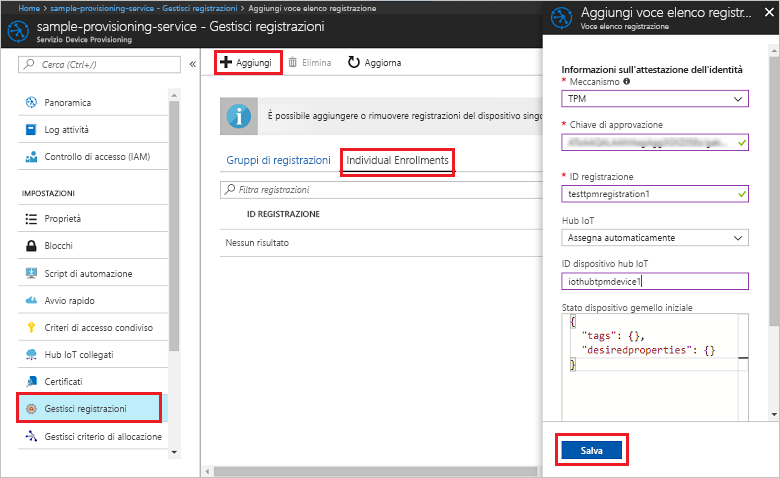 Home > sample-provisioning-service - Gestisci registrazioni > Aggiungi voce elenco registrazione
sample-provisioning-service - Gestisci registrazioni
Servizio Device Provisioning
Cerca (Ctrl+/)
Panoramica
Log attività
Controllo di accesso (IAM)
IMPOSTAZIONI
Proprietà
Blocchi
Script di automazione
Avvio rapido
Criteri di accesso condiviso
Hub IoT collegati
Certificati
Gestisci registrazioni
Gestisci criterio di allocazione
Aggiungi
Elimina
Aggiorna
È possibile aggiungere o rimuovere registrazioni del dispositivo singo
Gruppi di registrazioni
Individual Enrollments
Filtra registrazioni
ID REGISTRAZIONE
Nessun risultato
Aggiungi voce elenco registr...
Voce elenco registrazione
Informazioni sull'attestazione dell'identità
* Meccanismo
TPM
* Chiave di approvazione
* ID registrazione
testtpmregistration1
Hub IoT
Assegna automaticamente
ID dispositivo hub IoT
iothubtpmdevice1
Stato dispositivo gemello iniziale
{
"tags": {},
"desiredproperties": {}
}
Salva